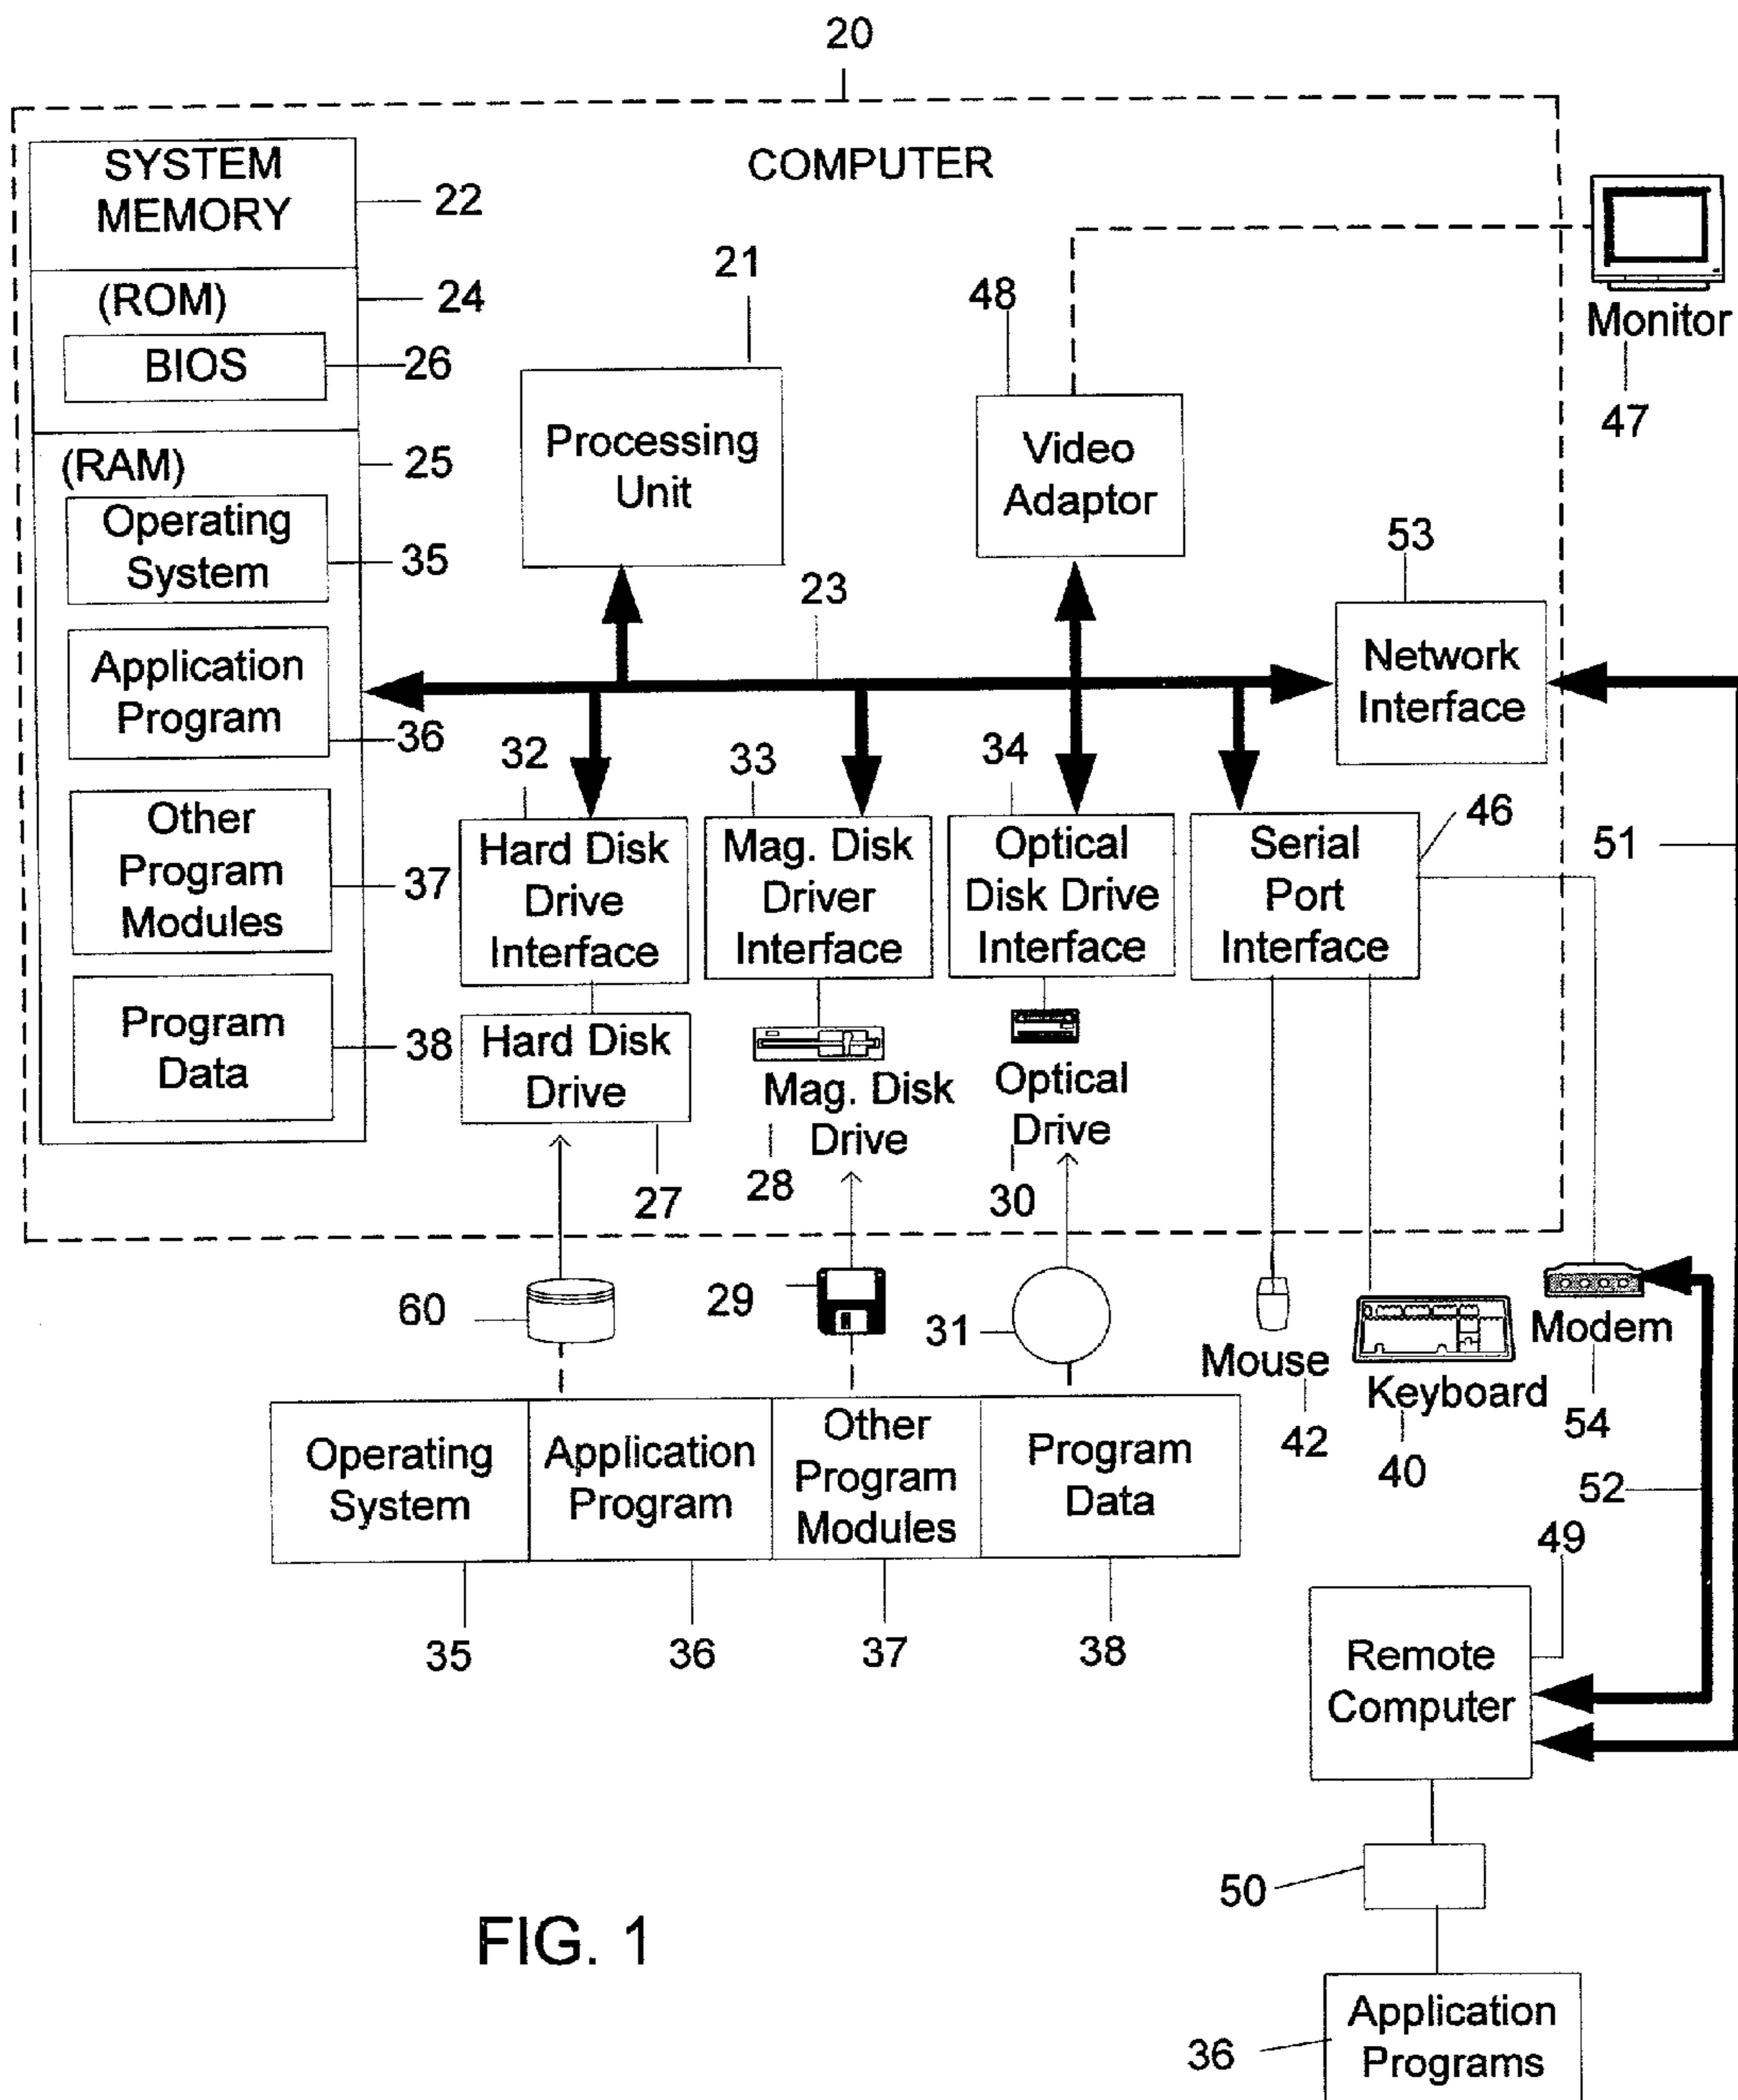 20
COMPUTER
SYSTEM
MEMORY
22
(ROM)
24
BIOS
26
(RAM)
25
Operating
System
35
Application
Program
36
Other
Program
Modules
37
Program
Data
38
21
Processing
Unit
48
Video
Adaptor
Monitor
47
23
53
Network
Interface
32
Hard Disk
Drive
Interface
33
Mag. Disk
Driver
Interface
34
Optical
Disk Drive
Interface
46
Serial
Port
Interface
51
Hard Disk
Drive
27
Mag. Disk
Drive
28
Optical
Drive
30
60
29
31
Mouse
42
Keyboard
40
Modem
54
52
Operating
System
35
Application
Program
36
Other
Program
Modules
37
Program
Data
38
49
Remote
Computer
50
36
Application
Programs
FIG. 1